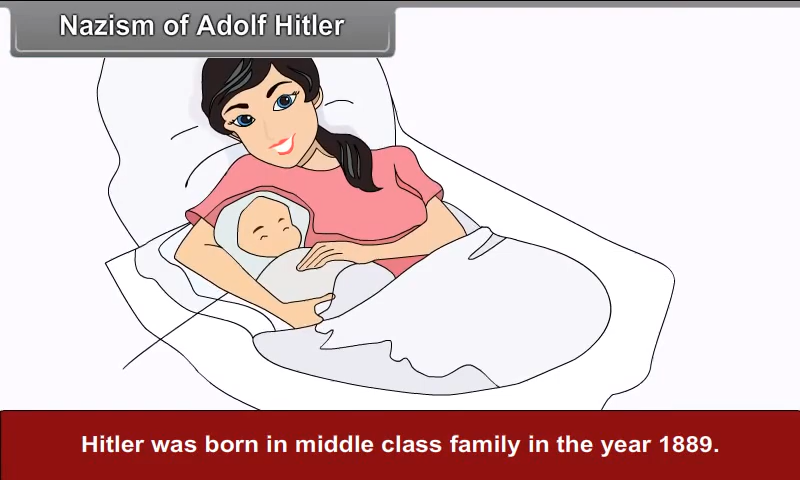 Nazism of Adolf Hitler
Hitler was born in middle class family in the year 1889.